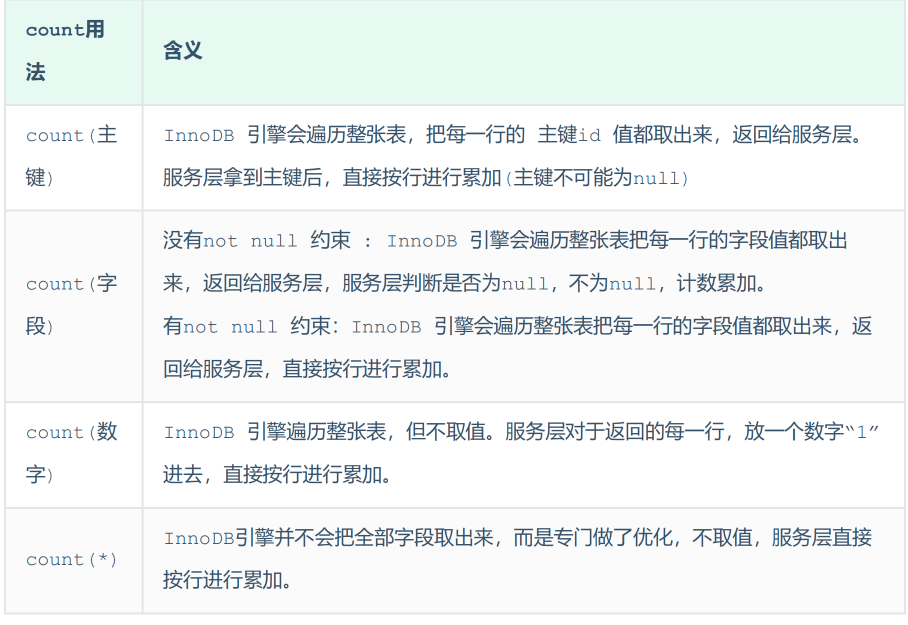 count用
法
含义
count(主
键)
InnoDB 引擎会遍历整张表，把每一行的 主键id 值都取出来，返回给服务层。
服务层拿到主键后，直接按行进行累加(主键不可能为null)
count(字
段)
没有not null 约束 : InnoDB 引擎会遍历整张表把每一行的字段值都取出
来，返回给服务层，服务层判断是否为null，不为null，计数累加。
有not null 约束：InnoDB 引擎会遍历整张表把每一行的字段值都取出来，返
回给服务层，直接按行进行累加。
count(数
字)
InnoDB 引擎遍历整张表，但不取值。服务层对于返回的每一行，放一个数字“1”
进去，直接按行进行累加。
count(*)
InnoDB引擎并不会把全部字段取出来，而是专门做了优化，不取值，服务层直接
按行进行累加。